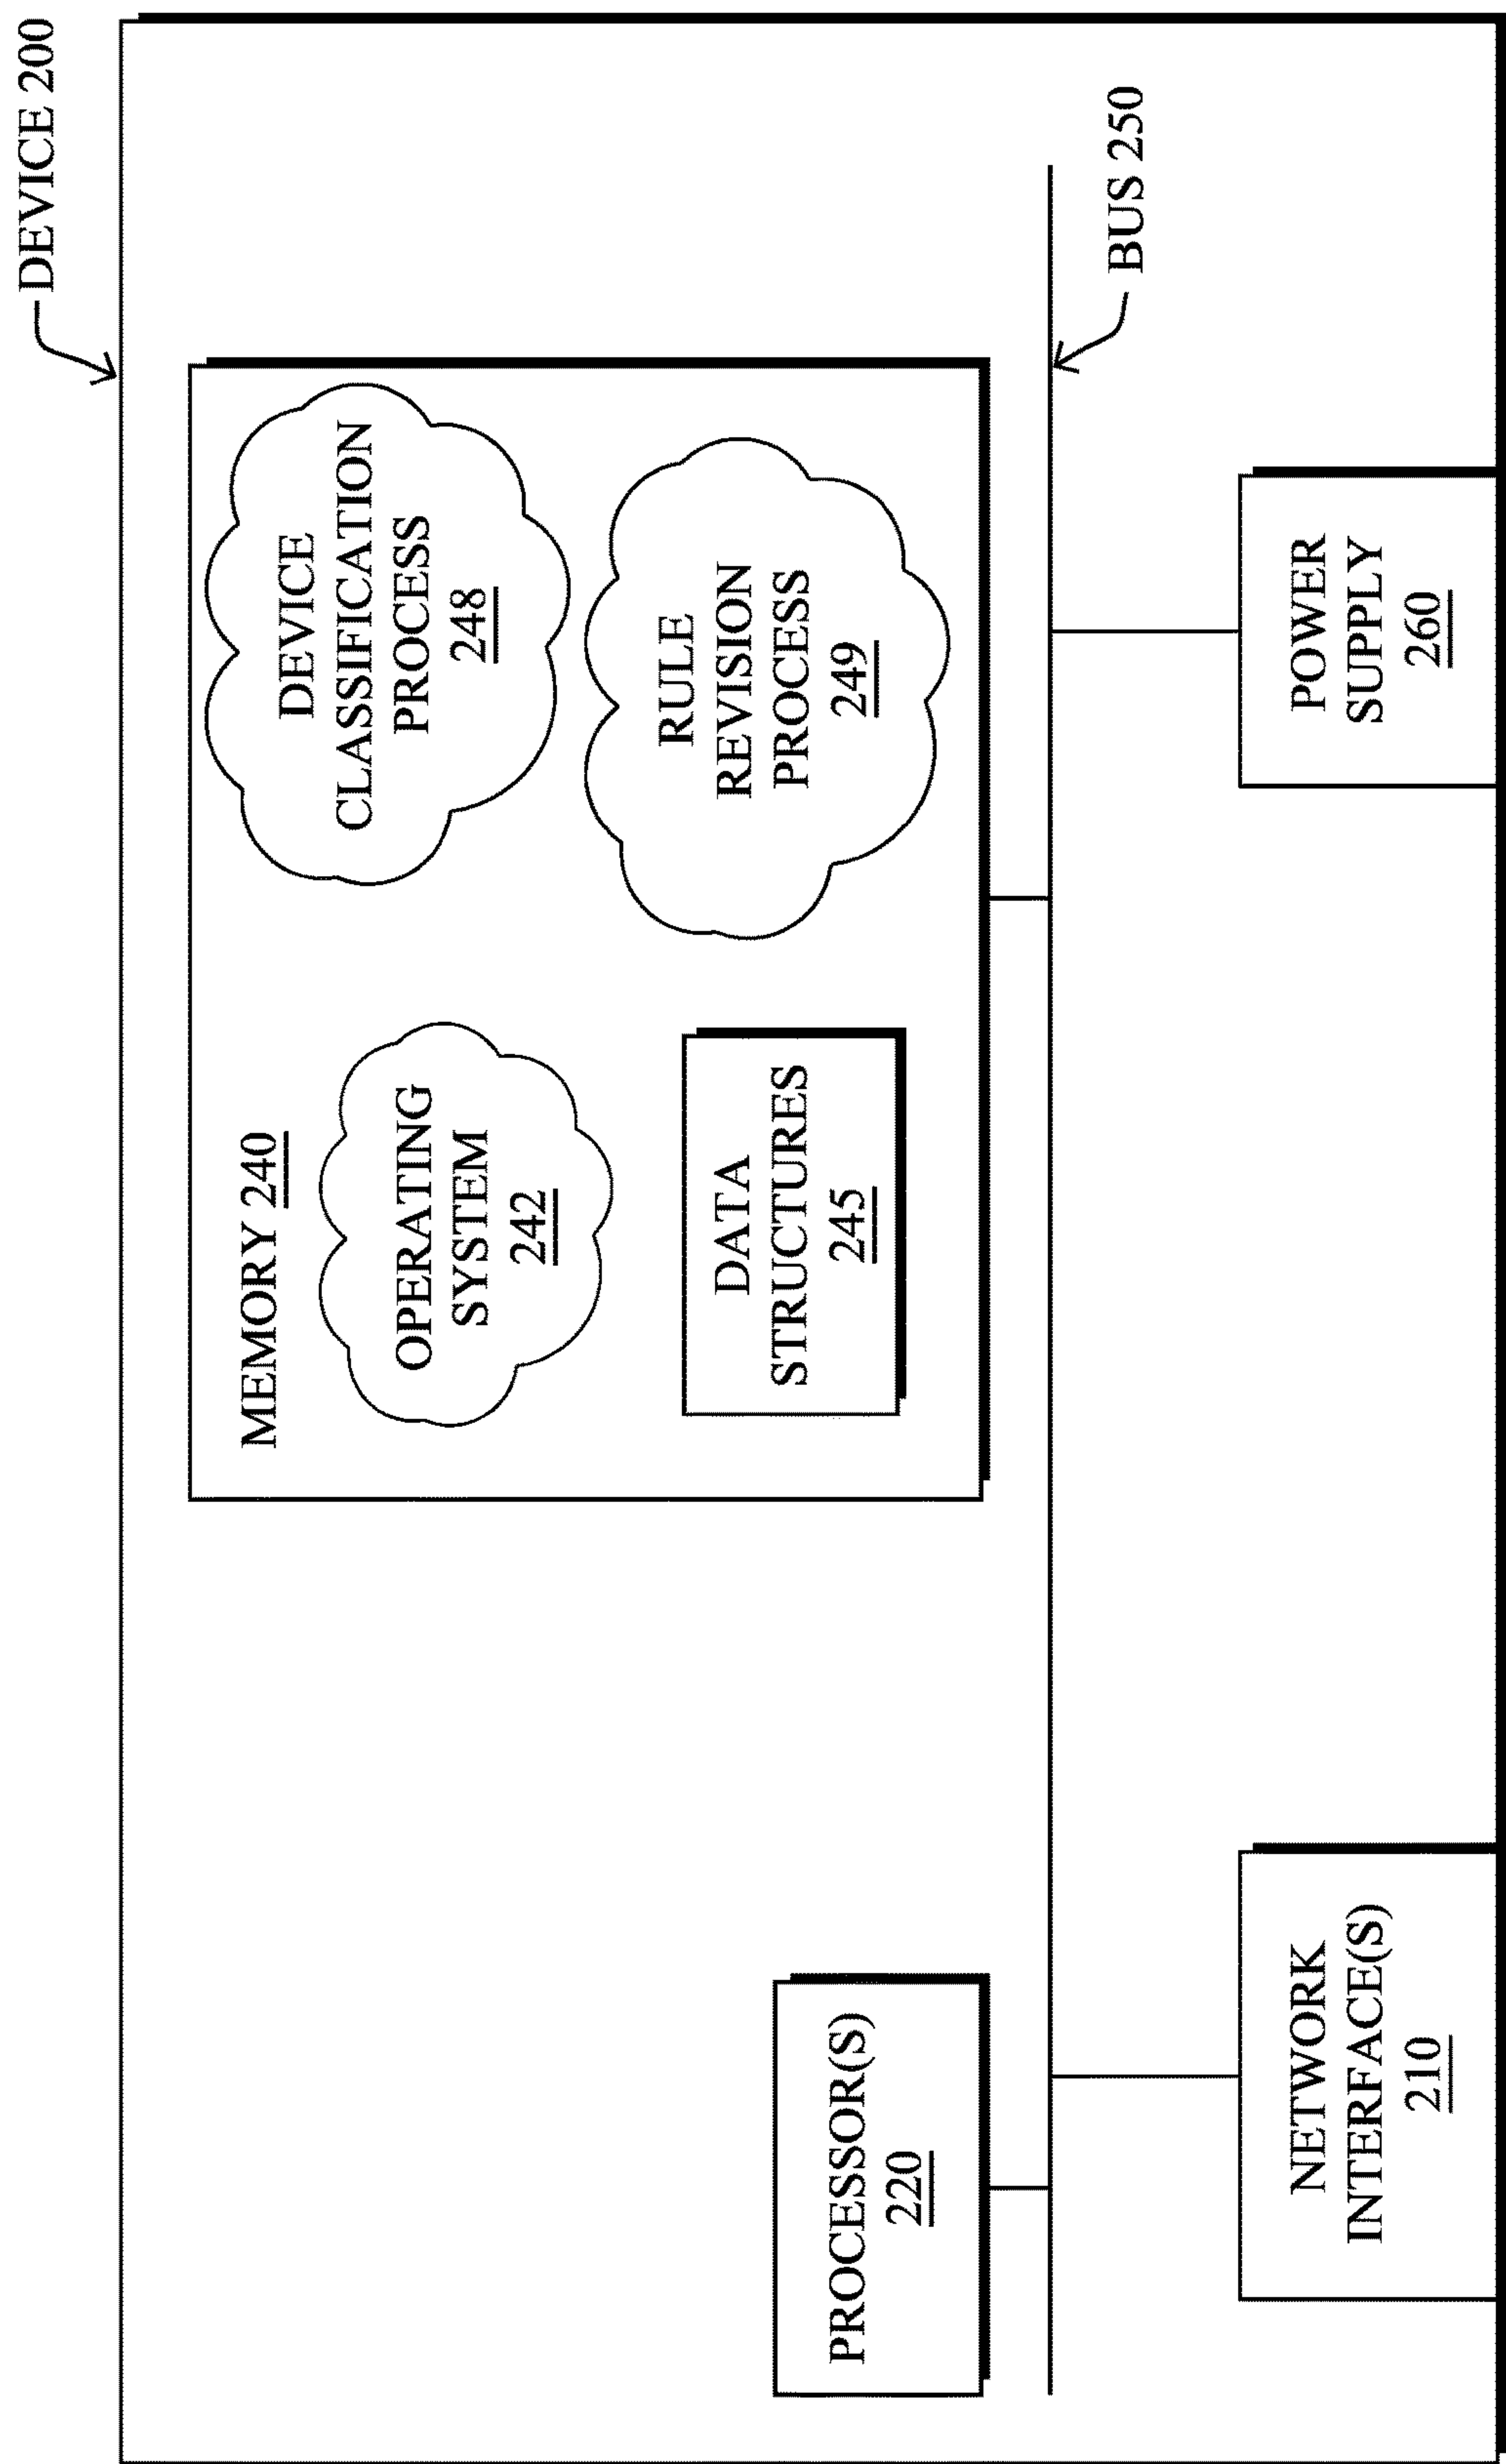 DEVICE 200
MEMORY 240
OPERATING
SYSTEM
242
DATA
STRUCTURES
245
DEVICE
CLASSIFICATION
PROCESS
248
RULE
REVISION
PROCESS
249
PROCESSOR(S)
220
BUS 250
NETWORK
INTERFACE(S)
210
POWER
SUPPLY
260